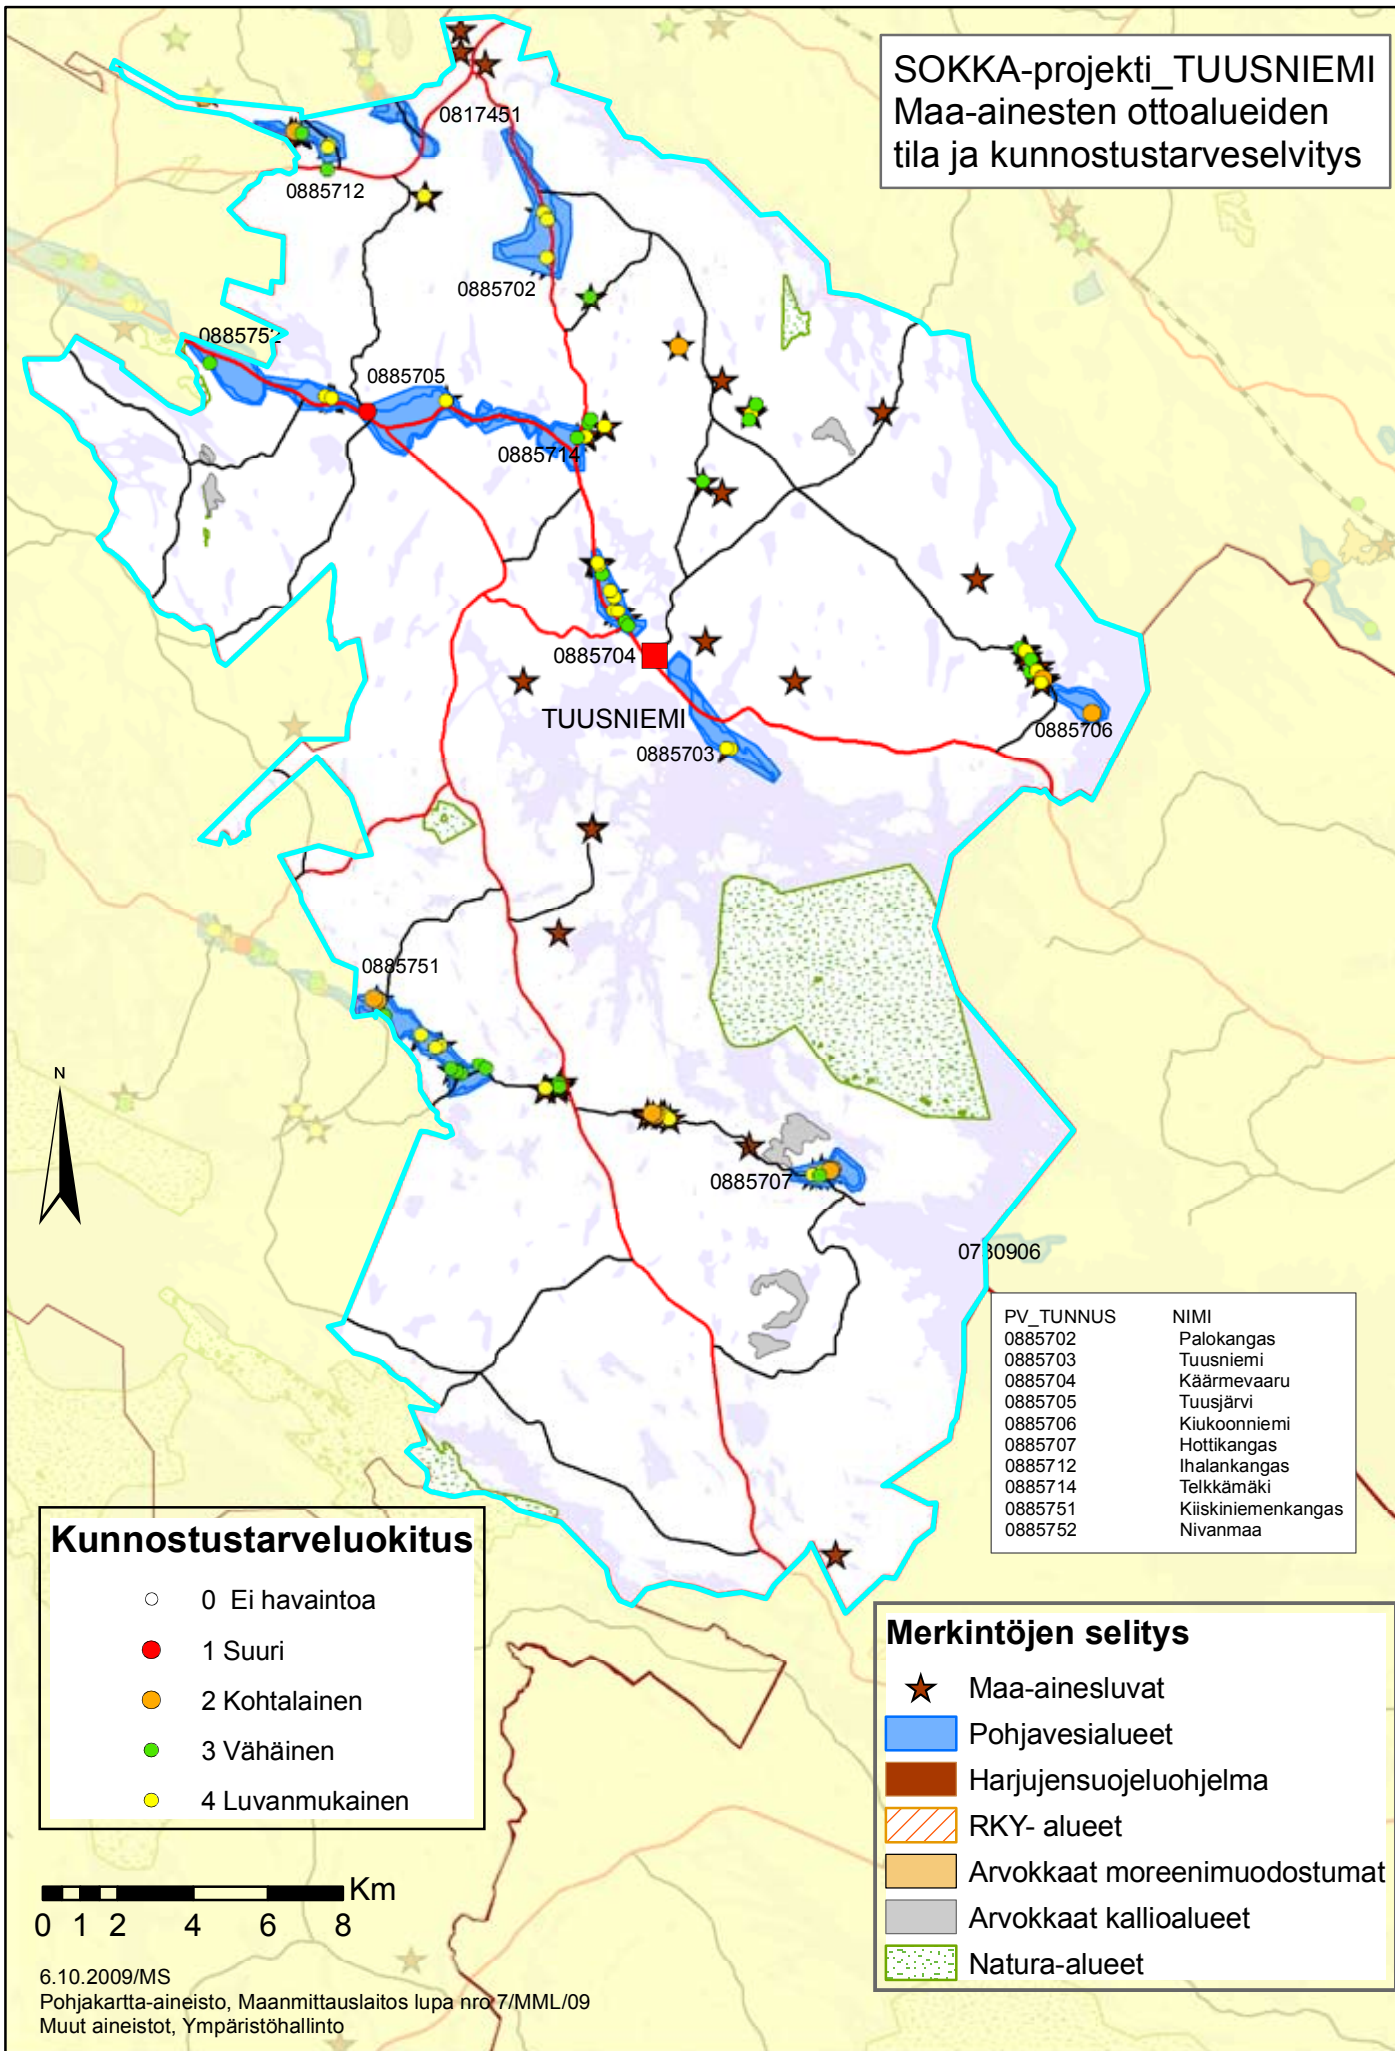 SOKKA-projekti_TUUSNIEMI
Maa-ainesten ottoalueiden
tila ja kunnostustarveselvitys
0817451
0885712
0885702
0885752
0885705
0885714
0885704
TUUSNIEMI
0885703
0885706
0885751
N
0885707
0730906
PV_TUNNUS NIMI
0885702 Palokangas
0885703 Tuusniemi
0885704 Käärmevaaru
0885705 Tuusjärvi
0885706 Kiukoonniemi
0885707 Hottikangas
0885712 Ihalankangas
0885714 Telkkämäki
0885751 Kiiskiniemenkangas
0885752 Nivanmaa
Kunnostustarveluokitus
0 Ei havaintoa
1 Suuri
2 Kohtalainen
3 Vähäinen
4 Luvanmukainen
Merkintöjen selitys
Maa-ainesluvat
Pohjavesialueet
Harjujensuojeluohjelma
RKY- alueet
Arvokkaat moreenimuodostumat
Arvokkaat kallioalueet
Natura-alueet
Km
0 1 2 4 6 8
6.10.2009/MS
Pohjakartta-aineisto, Maanmittauslaitos lupa nro 7/MML/09
Muut aineistot, Ympäristöhallinto